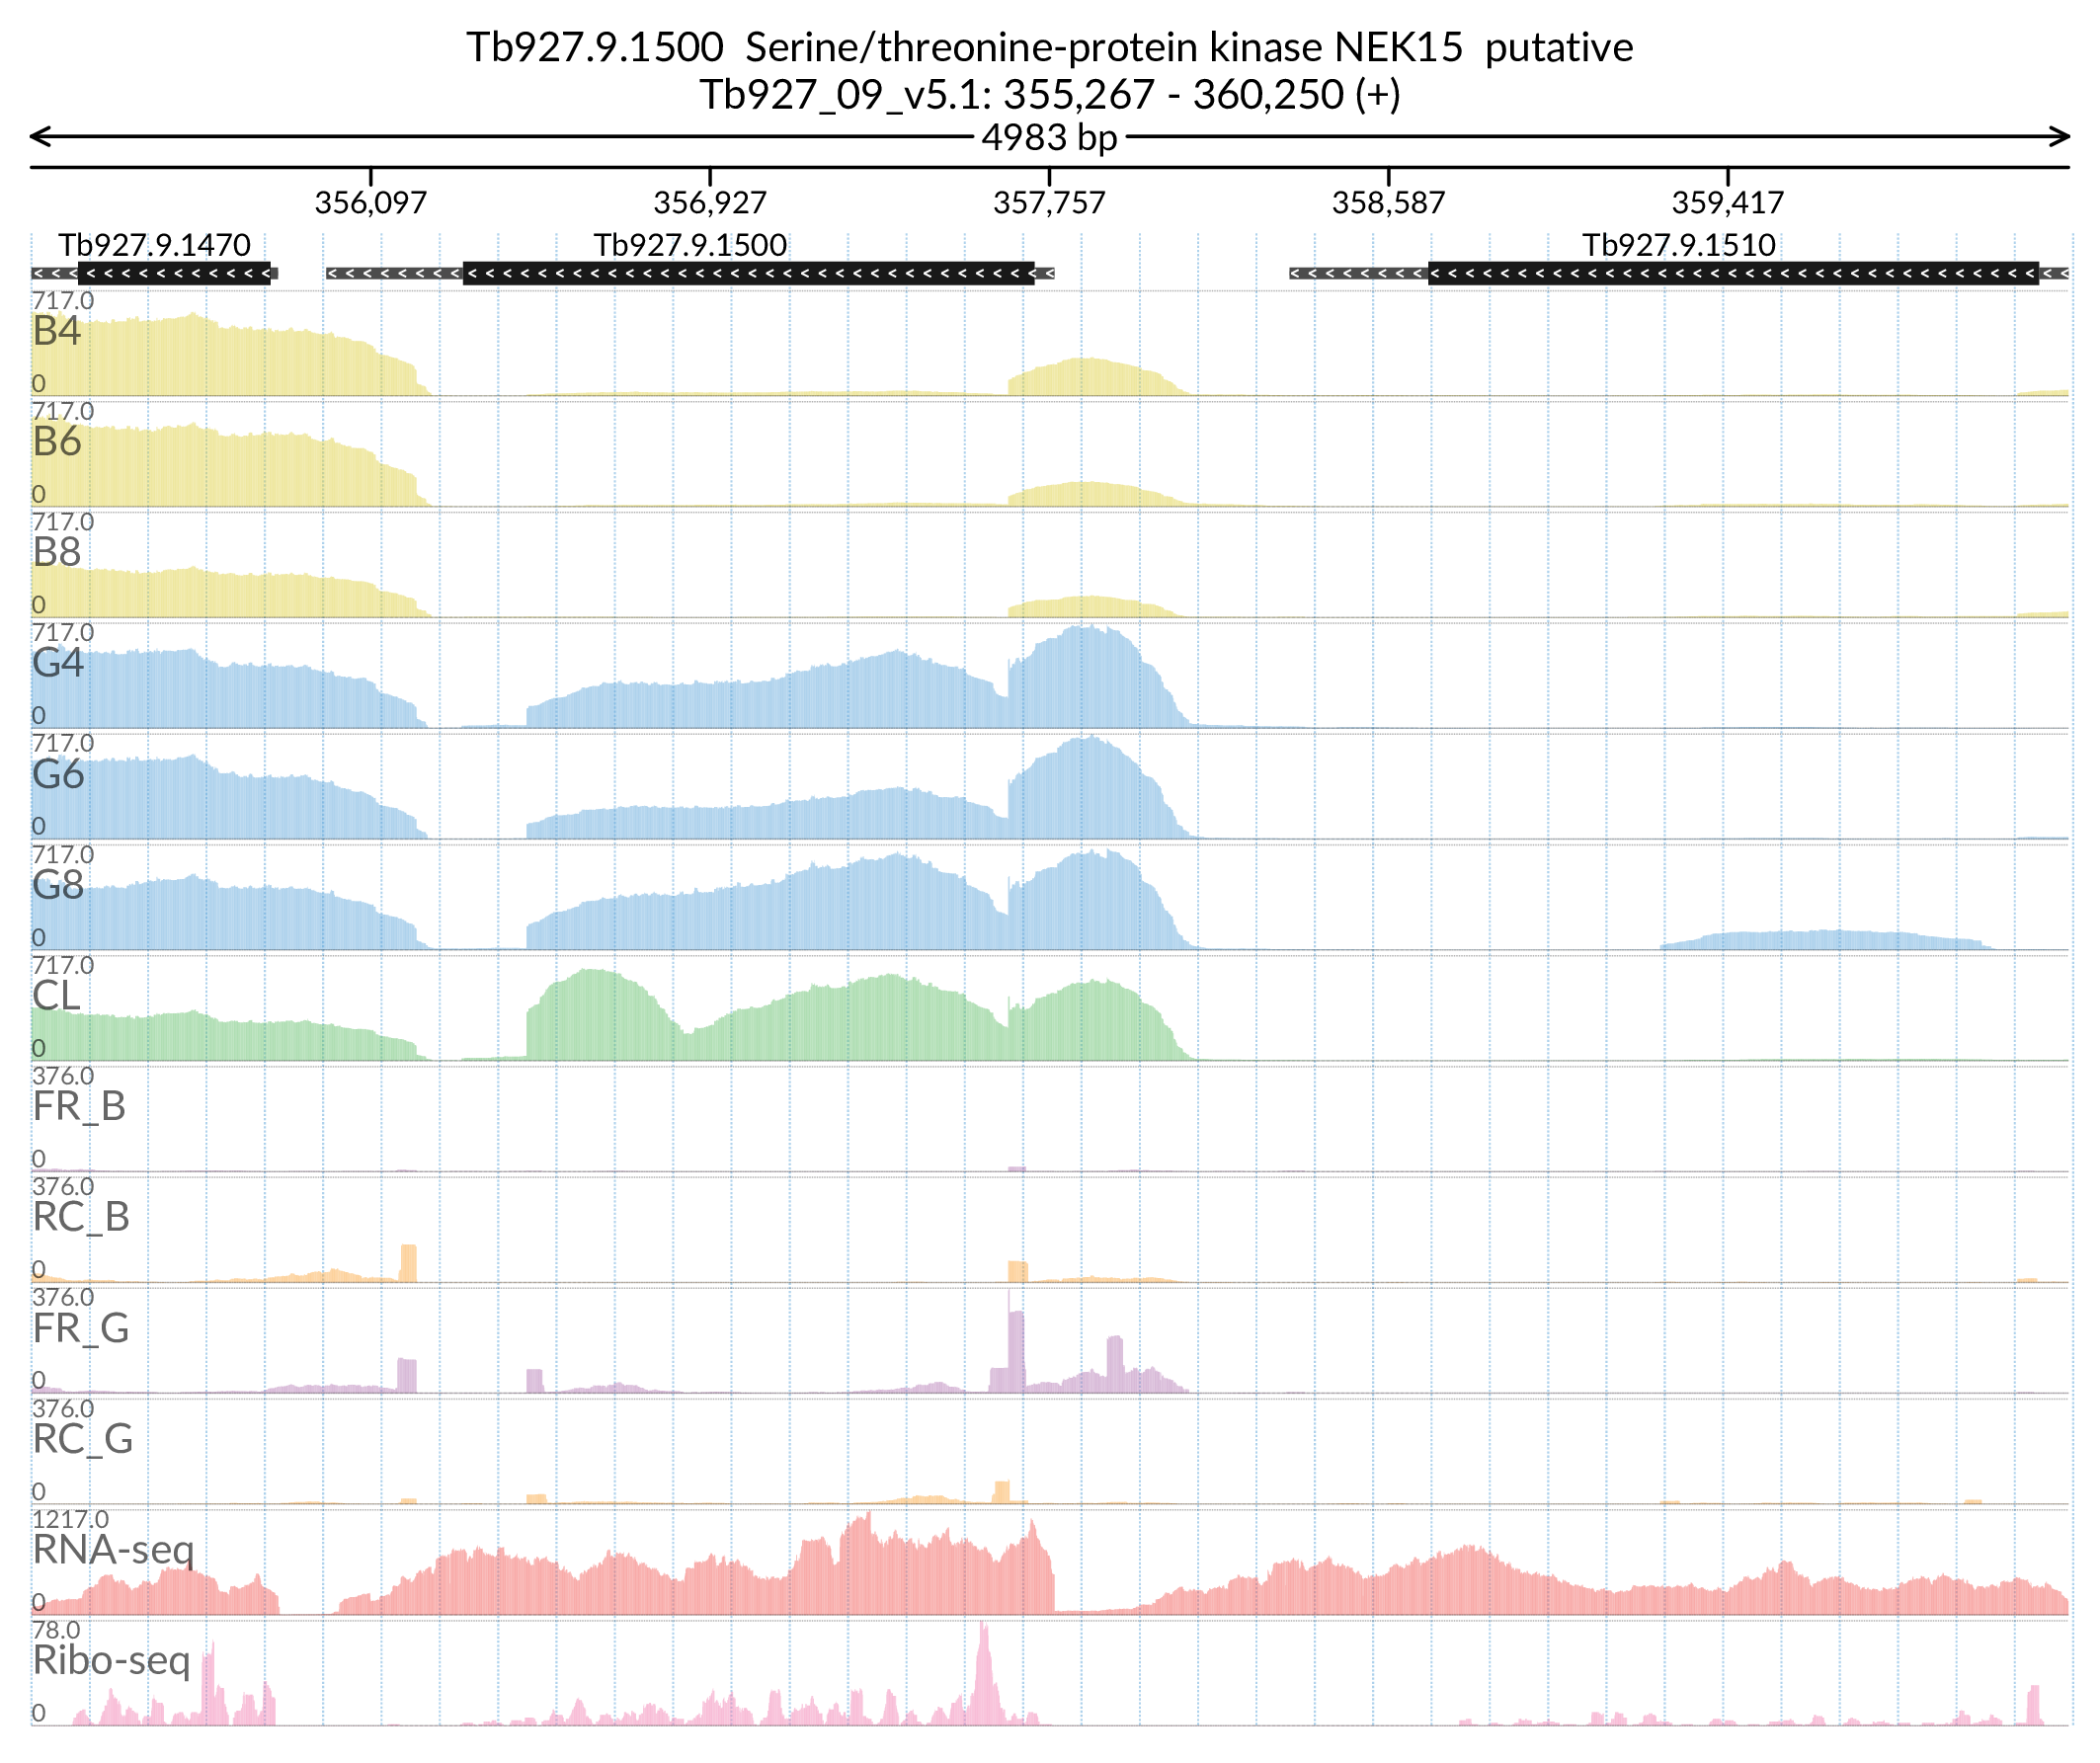 Tb927.9.1500  Serine/threonine-protein kinase NEK15  putative
Tb927_09_v5.1: 355,267 - 360,250 (+)
4983 bp
356,097 356,927 357,757 358,587 359,417
Tb927.9.1470 Tb927.9.1500 Tb927.9.1510
717.0
B4
0
717.0
B6
0
717.0
B8
0
717.0
G4
0
717.0
G6
0
717.0
G8
0
717.0
CL
0
376.0
FR_B
0
376.0
RC_B
0
376.0
FR_G
0
376.0
RC_G
0
1217.0
RNA-seq
0
78.0
Ribo-seq
0